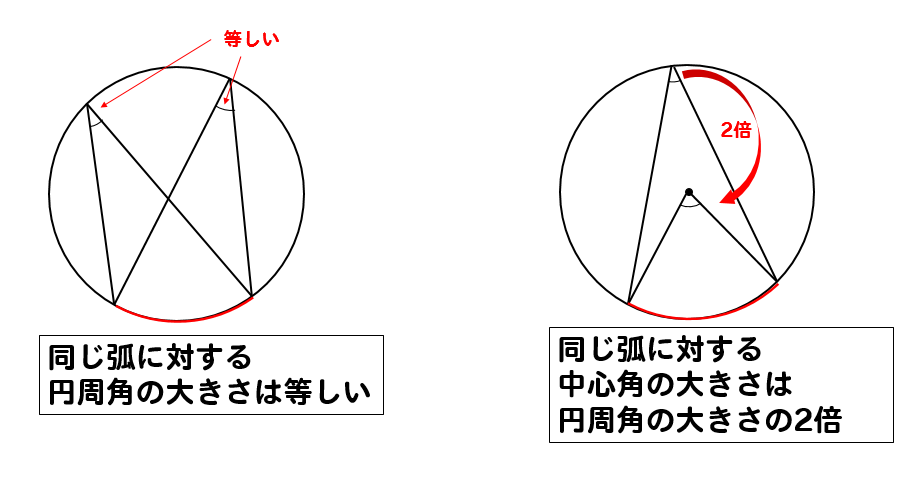 等しい
同じ弧に対する
円周角の大きさは等しい
2倍
同じ弧に対する
中心角の大きさは
円周角の大きさの2倍